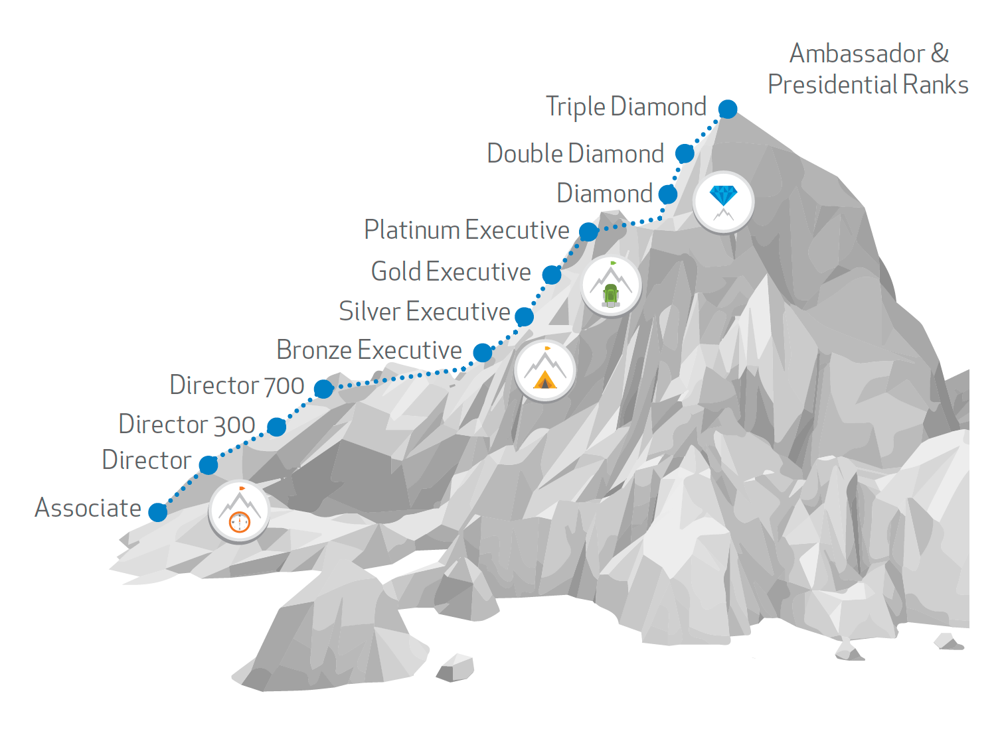 Ambassador &
Presidential Ranks
Triple Diamond
Double Diamond
Diamond
Platinum Executive
Gold Executive
Silver Executive
Bronze Executive
Director 700
Director 300
Director
Associate